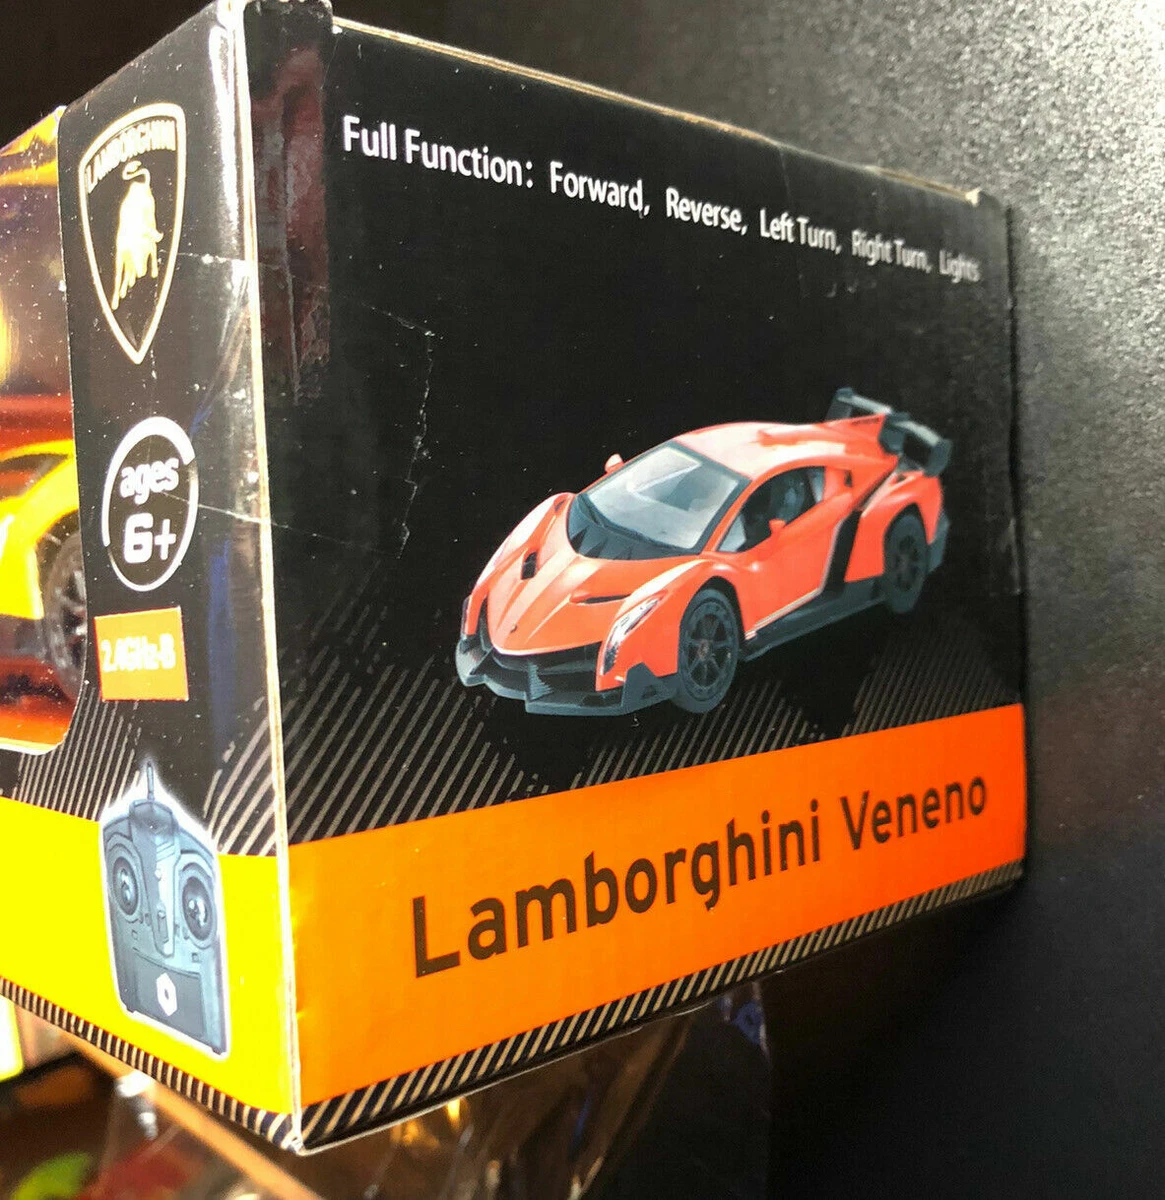 LAMBORGHINI
ages
6+
2.4GHz-B
Full Function: Forward, Reverse, Left Turn, Right Turn, Lights
Lamborghini Veneno